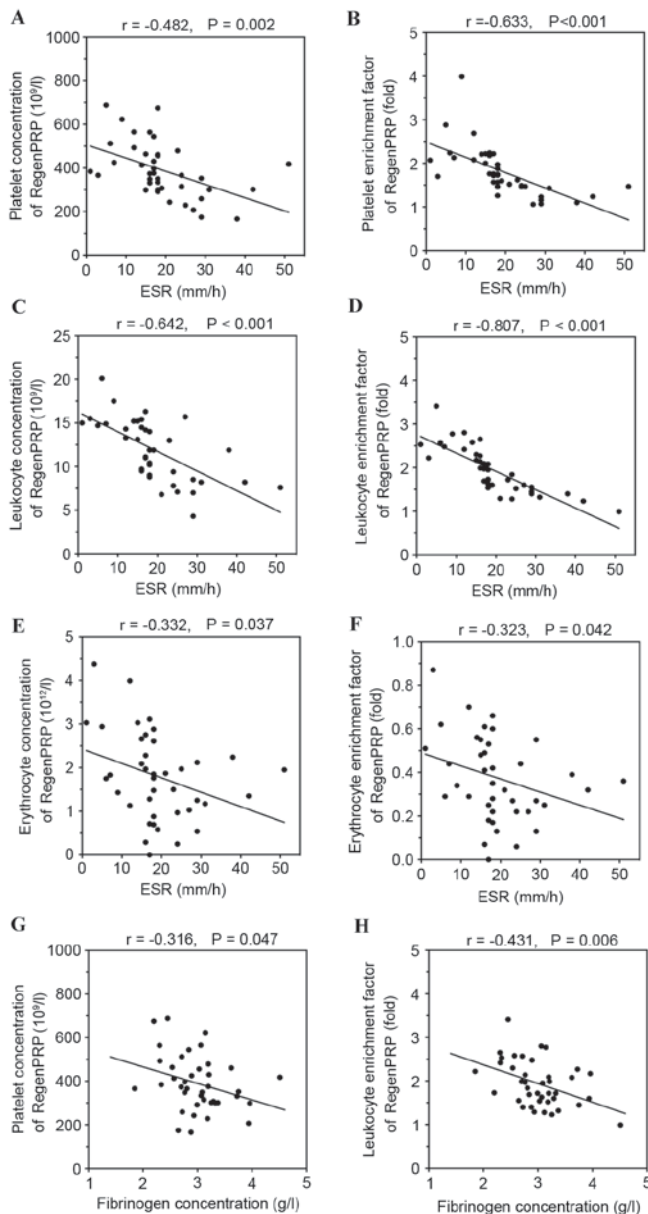 A
r = -0.482, P = 0.002
Platelet concentration
of RegenPRP (10⁹/l)
1000
800
600
400
200
0
0 10 20 30 40 50
ESR (mm/h)
B
r =-0.633, P<0.001
Platelet enrichment factor
of RegenPRP (fold)
5
4
3
2
1
0
0 10 20 30 40 50
ESR (mm/h)
C
r = -0.642, P < 0.001
Leukocyte concentration
of RegenPRP (10⁹/l)
25
20
15
10
5
0
0 10 20 30 40 50
ESR (mm/h)
D
r = -0.807, P < 0.001
Leukocyte enrichment factor
of RegenPRP (fold)
5
4
3
2
1
0
0 10 20 30 40 50
ESR (mm/h)
E
r = -0.332, P = 0.037
Erythrocyte concentration
of RegenPRP (10¹²/l)
5
4
3
2
1
0
0 10 20 30 40 50
ESR (mm/h)
F
r = -0.323, P = 0.042
Erythrocyte enrichment factor
of RegenPRP (fold)
1.0
0.8
0.6
0.4
0.2
0.0
0 10 20 30 40 50
ESR (mm/h)
G
r = -0.316, P = 0.047
Platelet concentration
of RegenPRP (10⁹/l)
1000
800
600
400
200
0
1 2 3 4 5
Fibrinogen concentration (g/l)
H
r = -0.431, P = 0.006
Leukocyte enrichment factor
of RegenPRP (fold)
5
4
3
2
1
0
1 2 3 4 5
Fibrinogen concentration (g/l)